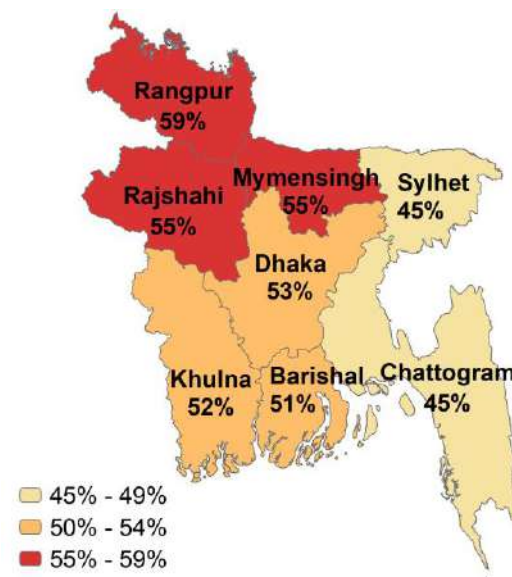 Rangpur
59%
Rajshahi
55%
Mymensingh
55%
Sylhet
45%
Dhaka
53%
Khulna
52%
Barishal
51%
Chattogram
45%
45% - 49%
50% - 54%
55% - 59%